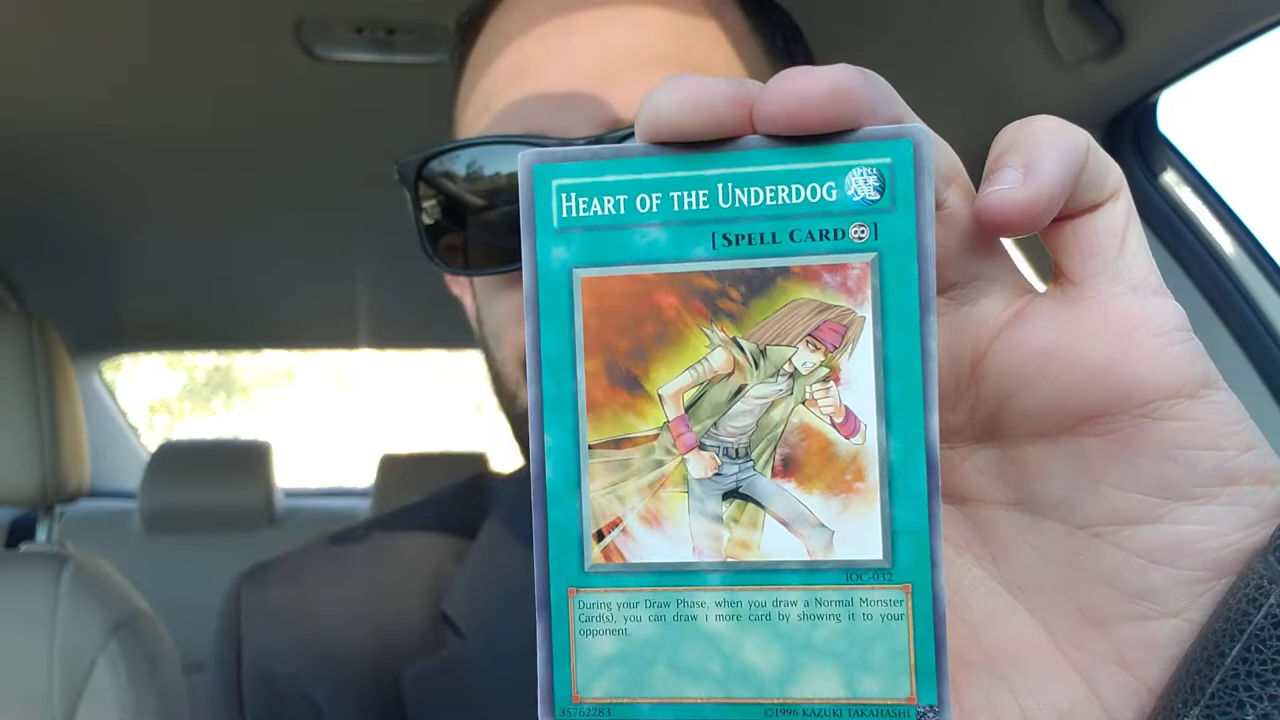 HEART OF THE UNDERDOG
SPELL
魔
[SPELL CARD♾]
IOC-032
During your Draw Phase, when you draw a Normal Monster
Card(s), you can draw 1 more card by showing it to your
opponent.
35762283
©1996 KAZUKI TAKAHASHI